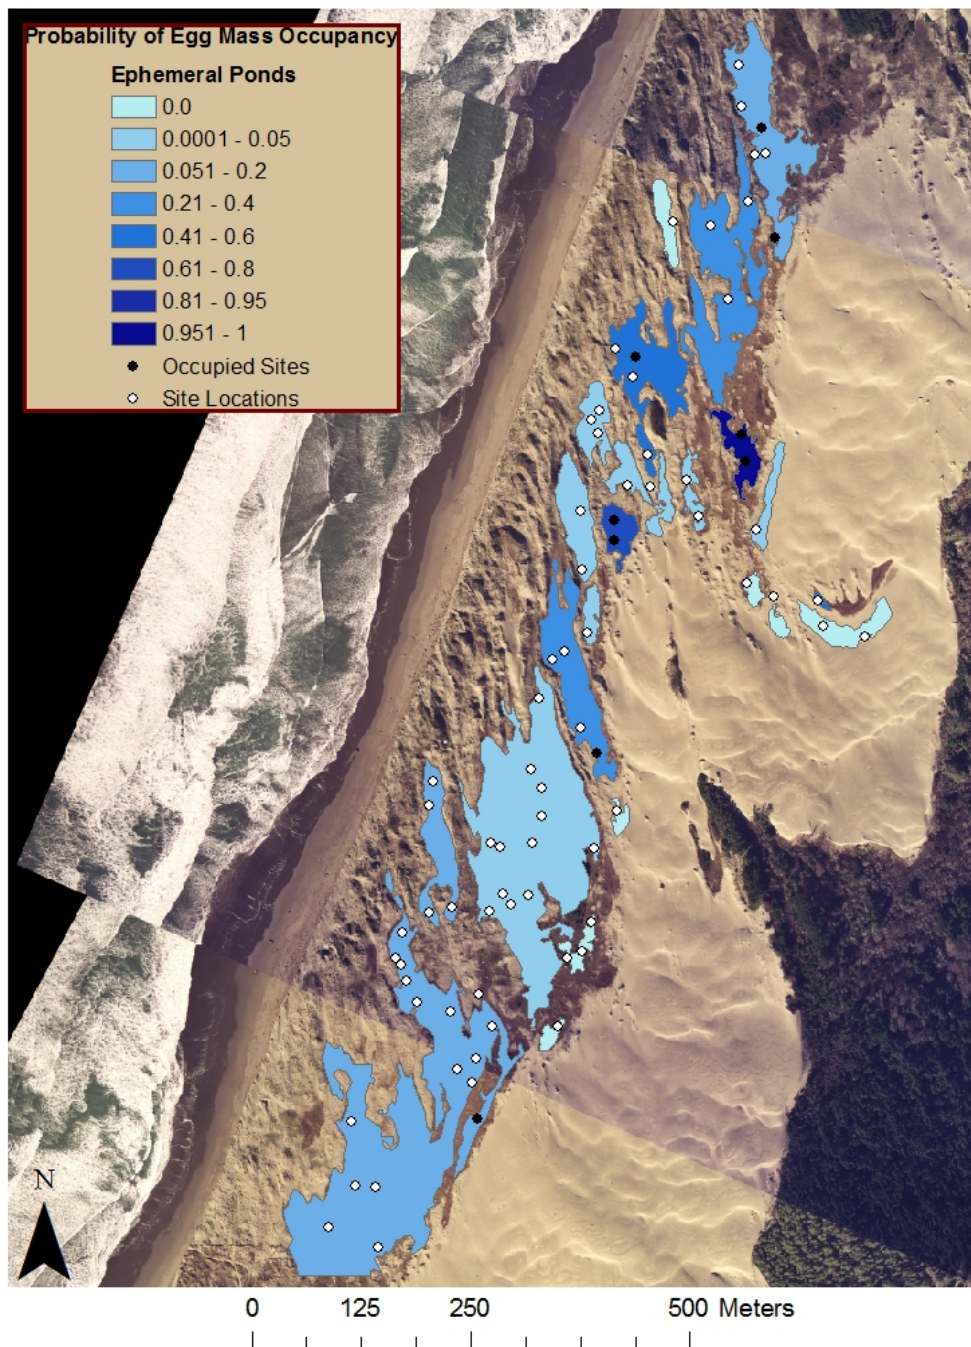 Probability of Egg Mass Occupancy
Ephemeral Ponds
0.0
0.0001 - 0.05
0.051 - 0.2
0.21 - 0.4
0.41 - 0.6
0.61 - 0.8
0.81 - 0.95
0.951 - 1
Occupied Sites
Site Locations
N
0 125 250 500 Meters